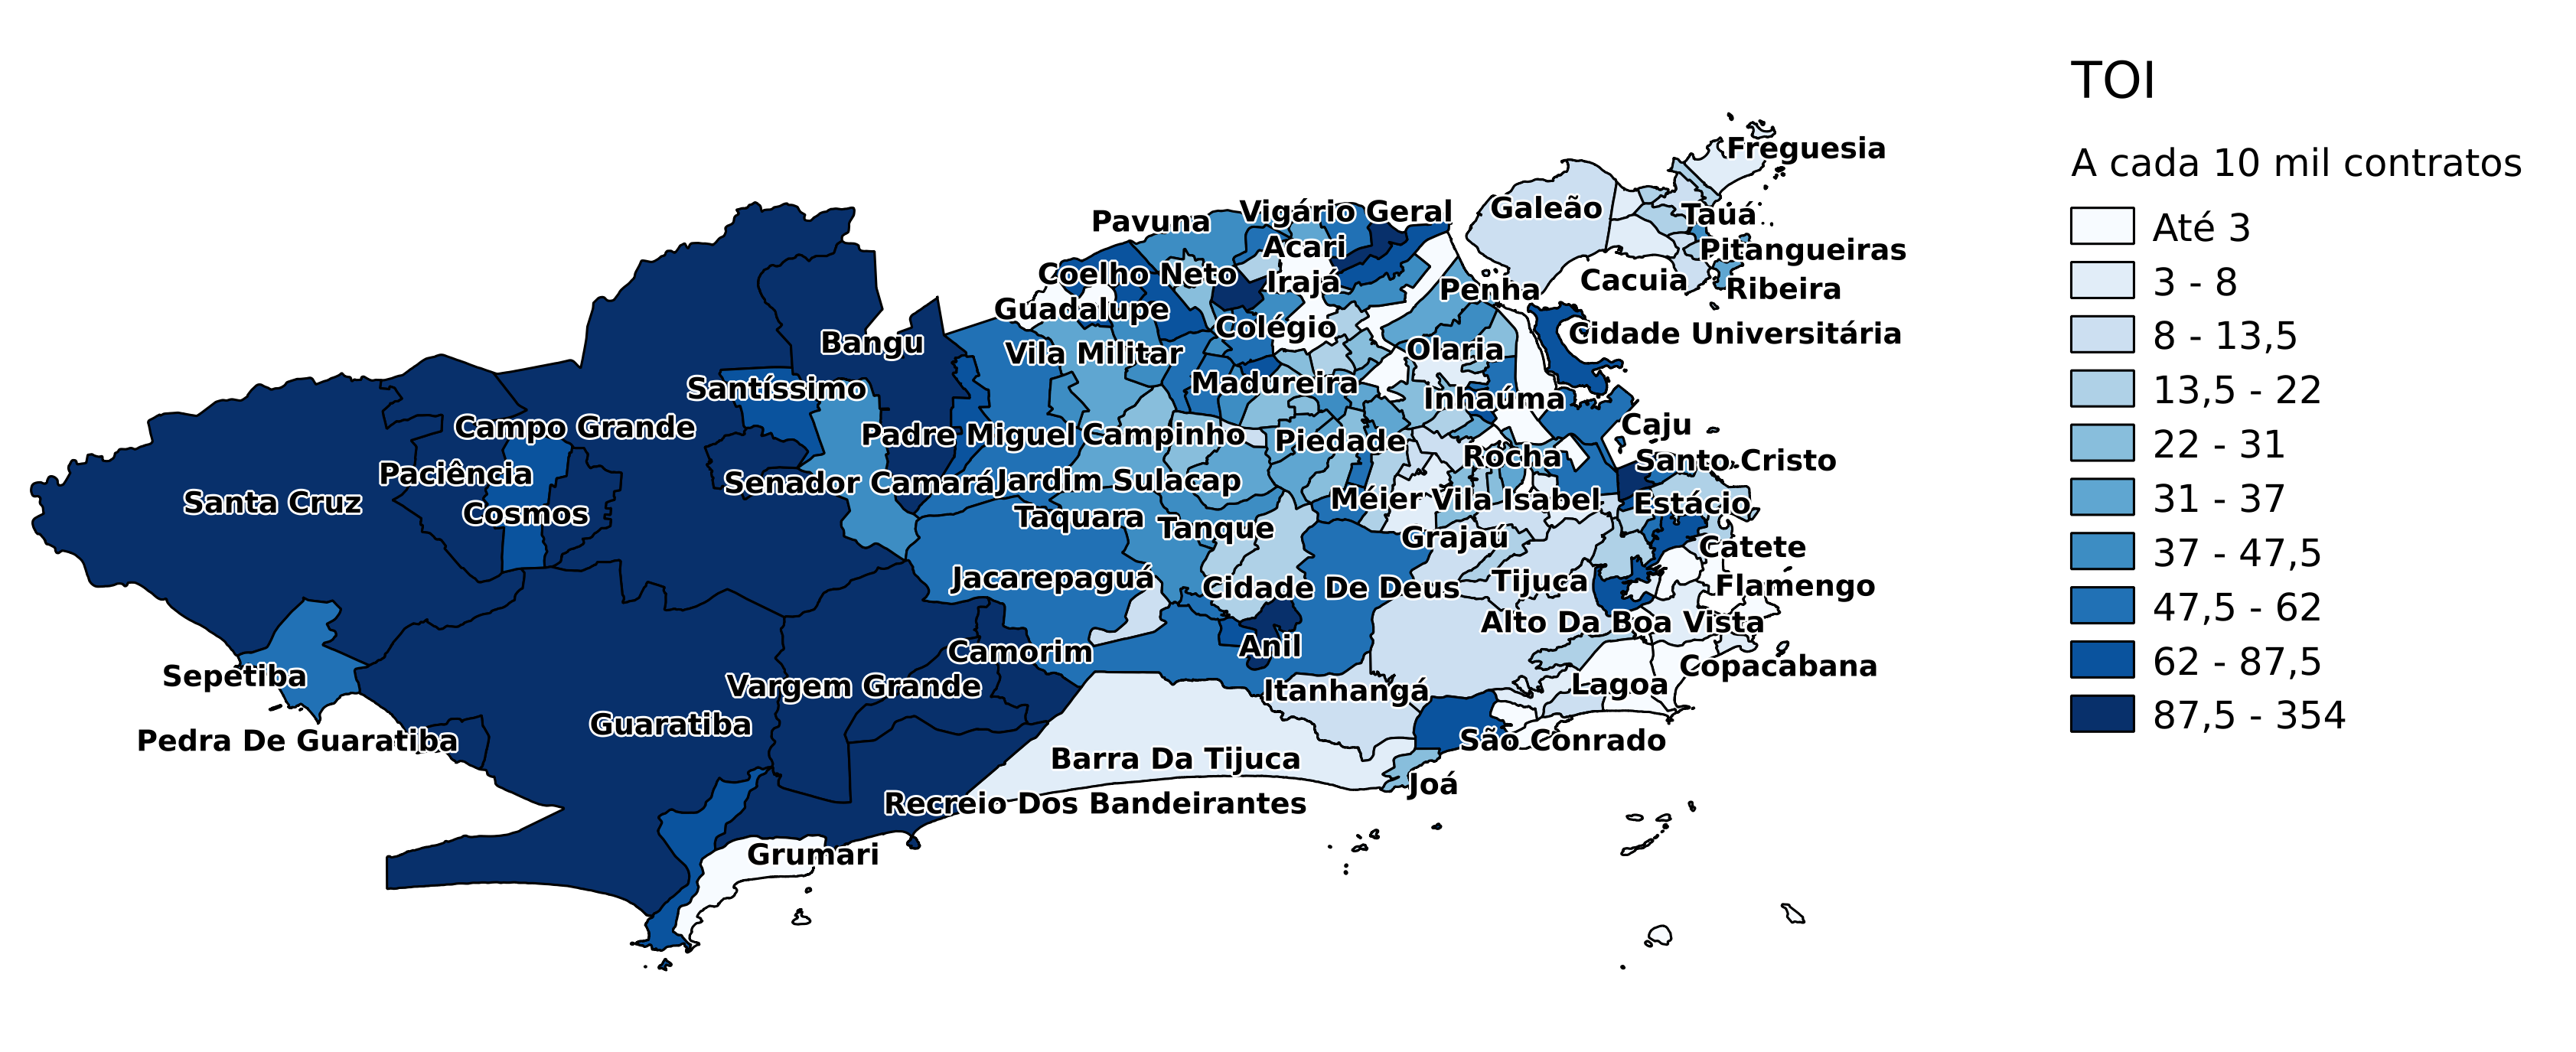 TOI
A cada 10 mil contratos
Até 3
3 - 8
8 - 13,5
13,5 - 22
22 - 31
31 - 37
37 - 47,5
47,5 - 62
62 - 87,5
87,5 - 354
Freguesia
Galeão
Tauá
Pavuna
Vigário Geral
Acari
Pitangueiras
Coelho Neto
Irajá
Cacuia
Penha
Ribeira
Guadalupe
Colégio
Cidade Universitária
Bangu
Vila Militar
Olaria
Santíssimo
Madureira
Inhaúma
Campo Grande
Padre Miguel
Campinho
Piedade
Caju
Paciência
Rocha
Santo Cristo
Senador Camará
Jardim Sulacap
Santa Cruz
Méier
Vila Isabel
Estácio
Cosmos
Taquara
Tanque
Grajaú
Catete
Jacarepaguá
Cidade De Deus
Tijuca
Flamengo
Alto Da Boa Vista
Camorim
Anil
Sepetiba
Copacabana
Vargem Grande
Itanhangá
Lagoa
Guaratiba
Pedra De Guaratiba
São Conrado
Barra Da Tijuca
Joá
Recreio Dos Bandeirantes
Grumari